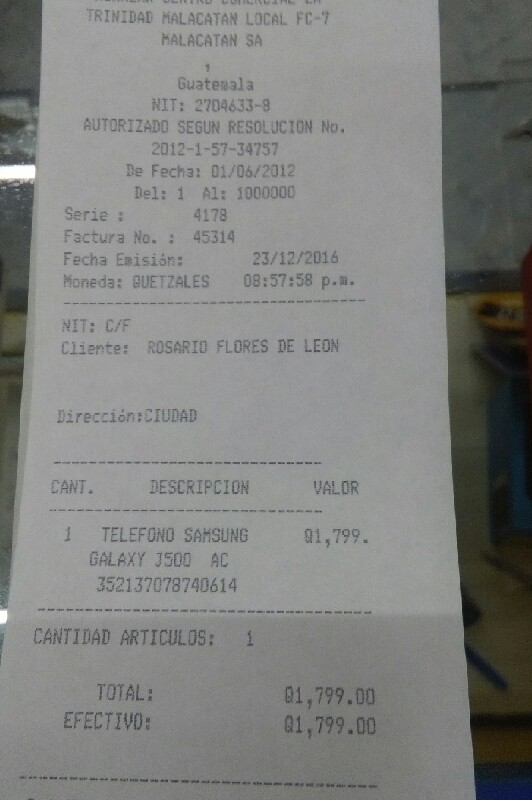 CENTRO COMERCIAL LA
TRINIDAD MALACATAN LOCAL FC-7
MALACATAN SA
,
Guatemala
NIT: 2704633-8
AUTORIZADO SEGUN RESOLUCION No.
2012-1-57-34757
De Fecha: 01/06/2012
Del: 1 Al: 1000000
Serie : 4178
Factura No. : 45314
Fecha Emisión: 23/12/2016
Moneda: QUETZALES 08:57:58 p.m.
NIT: C/F
Cliente: ROSARIO FLORES DE LEON
Dirección:CIUDAD
CANT. DESCRIPCION VALOR
1 TELEFONO SAMSUNG Q1,799.
GALAXY J500 AC
352137078740614
CANTIDAD ARTICULOS: 1
TOTAL: Q1,799.00
EFECTIVO: Q1,799.00